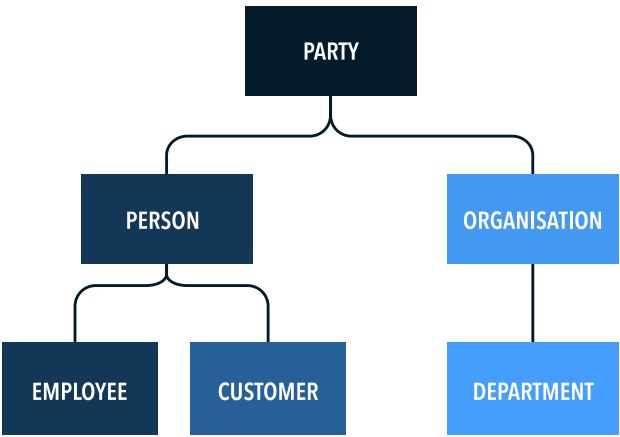 PARTY
PERSON
ORGANISATION
EMPLOYEE
CUSTOMER
DEPARTMENT